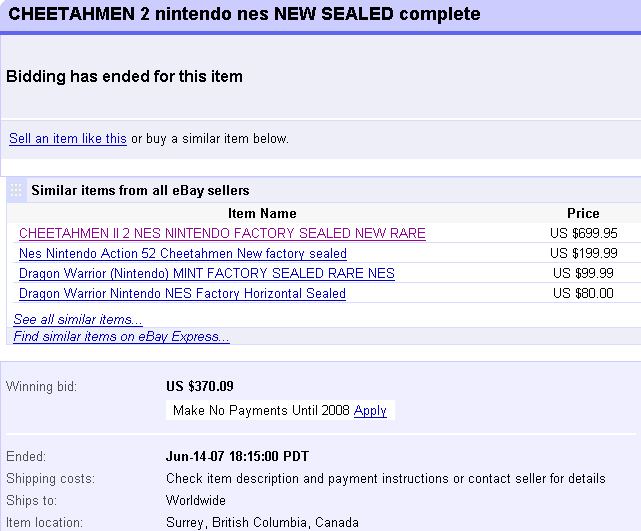 CHEETAHMEN 2 nintendo nes NEW SEALED complete
Bidding has ended for this item
Sell an item like this or buy a similar item below.
Similar items from all eBay sellers
Item Name Price
CHEETAHMEN II 2 NES NINTENDO FACTORY SEALED NEW RARE US $699.95
Nes Nintendo Action 52 Cheetahmen New factory sealed US $199.99
Dragon Warrior (Nintendo) MINT FACTORY SEALED RARE NES US $99.99
Dragon Warrior Nintendo NES Factory Horizontal Sealed US $80.00
See all similar items...
Find similar items on eBay Express...
Winning bid: US $370.09
Make No Payments Until 2008 Apply
Ended: Jun-14-07 18:15:00 PDT
Shipping costs: Check item description and payment instructions or contact seller for details
Ships to: Worldwide
Item location: Surrey, British Columbia, Canada